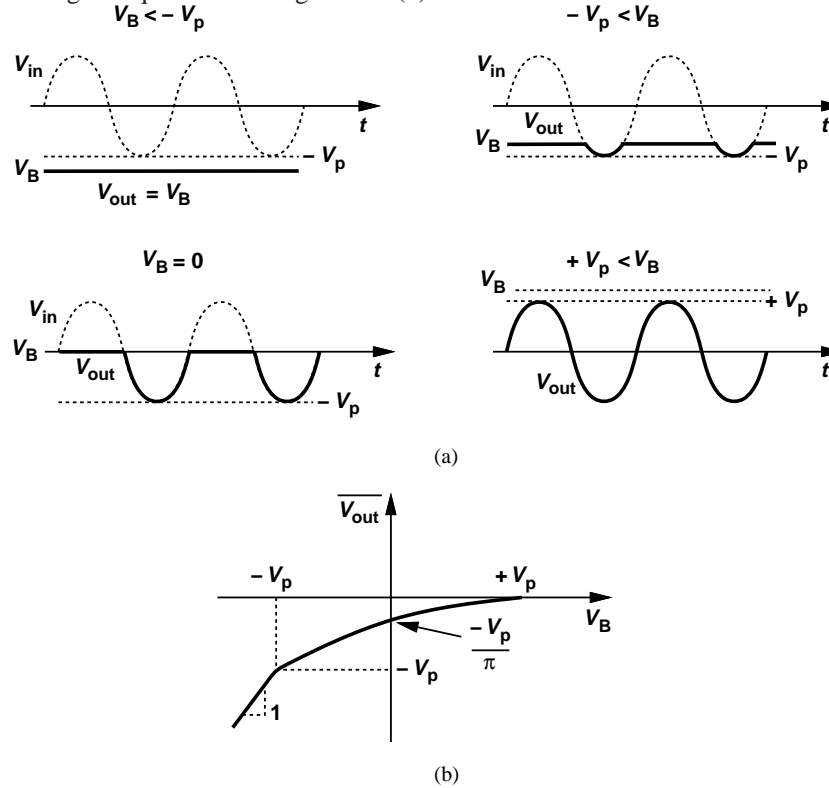 V_B < – V_p
– V_p < V_B
V_in
t
V_B
– V_p
V_out = V_B
V_in
V_out
t
V_B
– V_p
V_B = 0
+ V_p < V_B
V_in
V_B
V_out
t
– V_p
V_B
+ V_p
t
V_out
(a)
V_out
– V_p
+ V_p
V_B
– V_p
π
– V_p
1
(b)